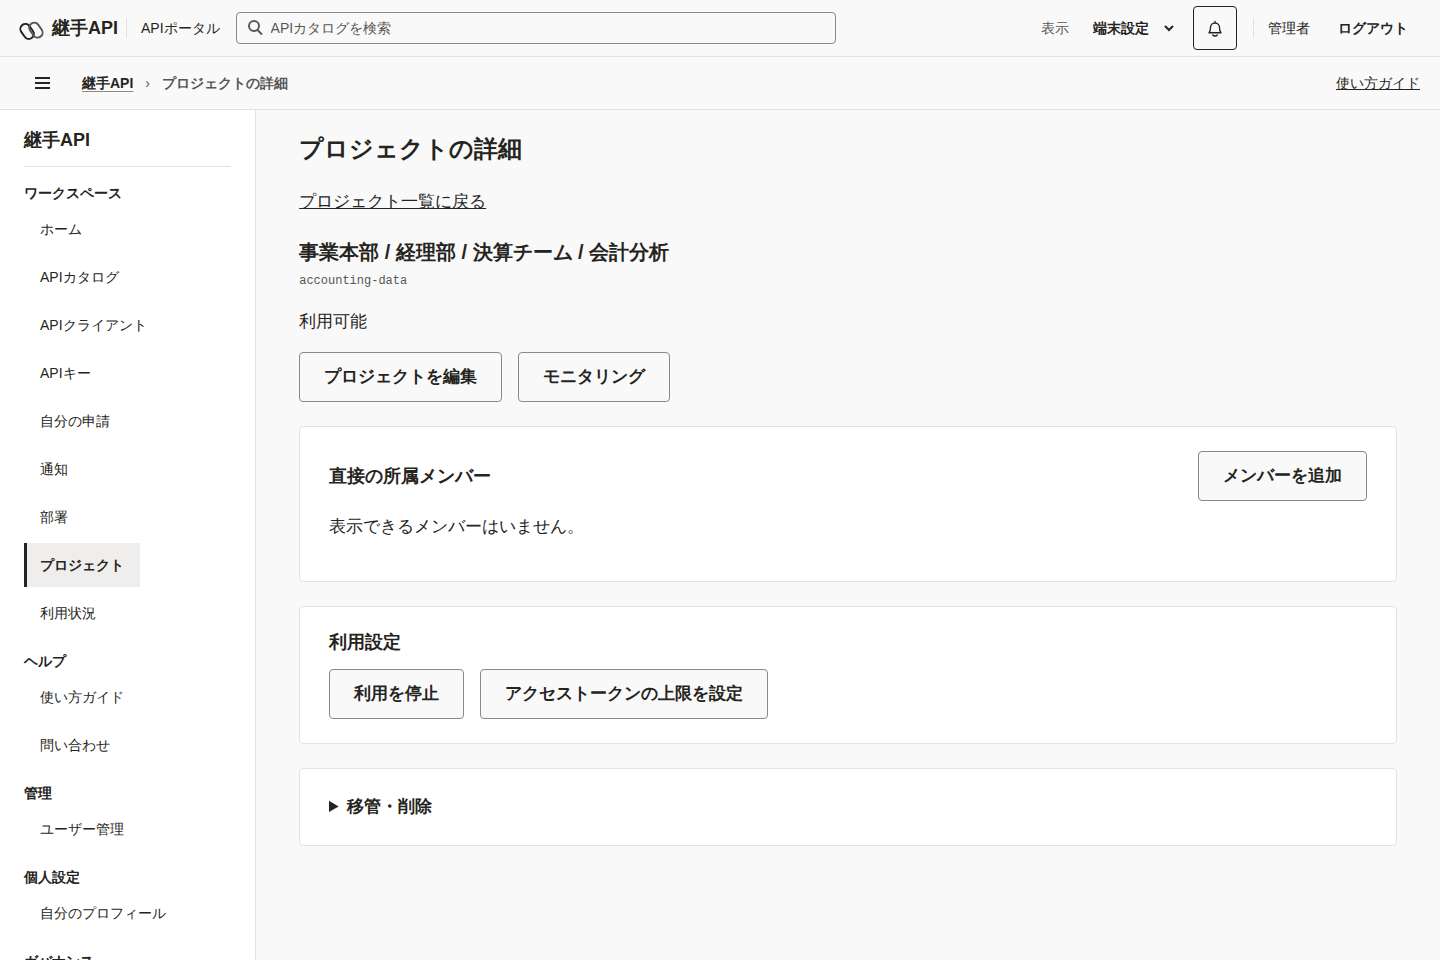 継手API
APIポータル
APIカタログを検索
表示
端末設定
管理者
ログアウト
継手API › プロジェクトの詳細
使い方ガイド
継手API
ワークスペース
ホーム
APIカタログ
APIクライアント
APIキー
自分の申請
通知
部署
プロジェクト
利用状況
ヘルプ
使い方ガイド
問い合わせ
管理
ユーザー管理
個人設定
自分のプロフィール
プロジェクトの詳細
プロジェクト一覧に戻る
事業本部 / 経理部 / 決算チーム / 会計分析
accounting-data
利用可能
プロジェクトを編集
モニタリング
直接の所属メンバー
メンバーを追加
表示できるメンバーはいません。
利用設定
利用を停止
アクセストークンの上限を設定
移管・削除